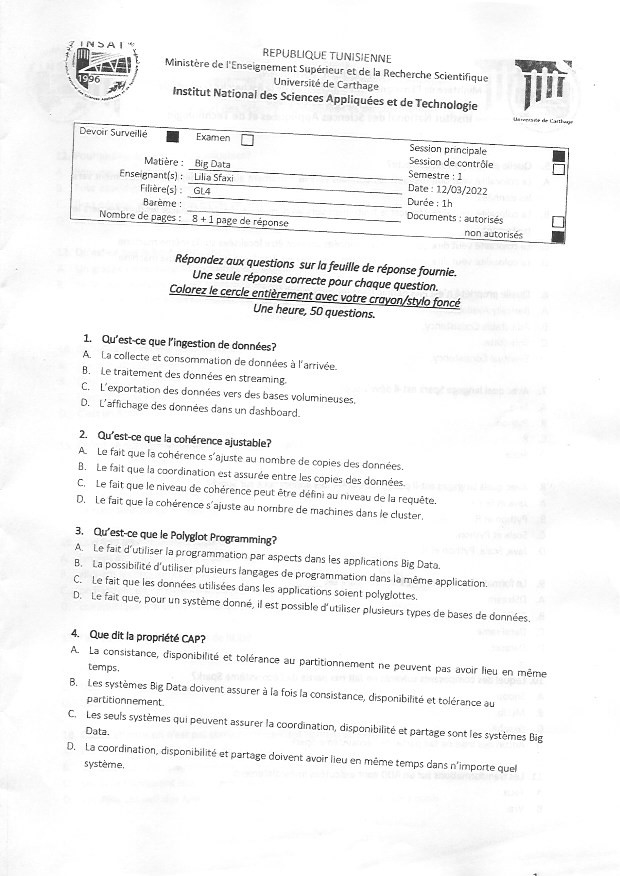 INSAT
1996
REPUBLIQUE TUNISIENNE
Ministère de l'Enseignement Supérieur et de la Recherche Scientifique
Université de Carthage
Institut National des Sciences Appliquées et de Technologie
Université de Carthage
Devoir Surveillé Examen
Session principale
Session de contrôle
Matière : Big Data
Semestre : 1
Enseignant(s) : Lilia Sfaxi
Date : 12/03/2022
Filière(s) : GL4
Durée : 1h
Barème :
Documents : autorisés
Nombre de pages : 8 + 1 page de réponse
non autorisés
Répondez aux questions sur la feuille de réponse fournie.
Une seule réponse correcte pour chaque question.
Colorez le cercle entièrement avec votre crayon/stylo foncé
Une heure, 50 questions.
1. Qu'est-ce que l'ingestion de données?
A. La collecte et consommation de données à l'arrivée.
B. Le traitement des données en streaming.
C. L'exportation des données vers des bases volumineuses.
D. L'affichage des données dans un dashboard.
2. Qu'est-ce que la cohérence ajustable?
A. Le fait que la cohérence s'ajuste au nombre de copies des données.
B. Le fait que la coordination est assurée entre les copies des données.
C. Le fait que le niveau de cohérence peut être défini au niveau de la requête.
D. Le fait que la cohérence s'ajuste au nombre de machines dans le cluster.
3. Qu'est-ce que le Polyglot Programming?
A. Le fait d'utiliser la programmation par aspects dans les applications Big Data.
B. La possibilité d'utiliser plusieurs langages de programmation dans la même application.
C. Le fait que les données utilisées dans les applications soient polyglottes.
D. Le fait que, pour un système donné, il est possible d'utiliser plusieurs types de bases de données.
4. Que dit la propriété CAP?
A. La consistance, disponibilité et tolérance au partitionnement ne peuvent pas avoir lieu en même
temps.
B. Les systèmes Big Data doivent assurer à la fois la consistance, disponibilité et tolérance au
partitionnement.
C. Les seuls systèmes qui peuvent assurer la coordination, disponibilité et partage sont les systèmes Big
Data.
D. La coordination, disponibilité et partage doivent avoir lieu en même temps dans n'importe quel
système.